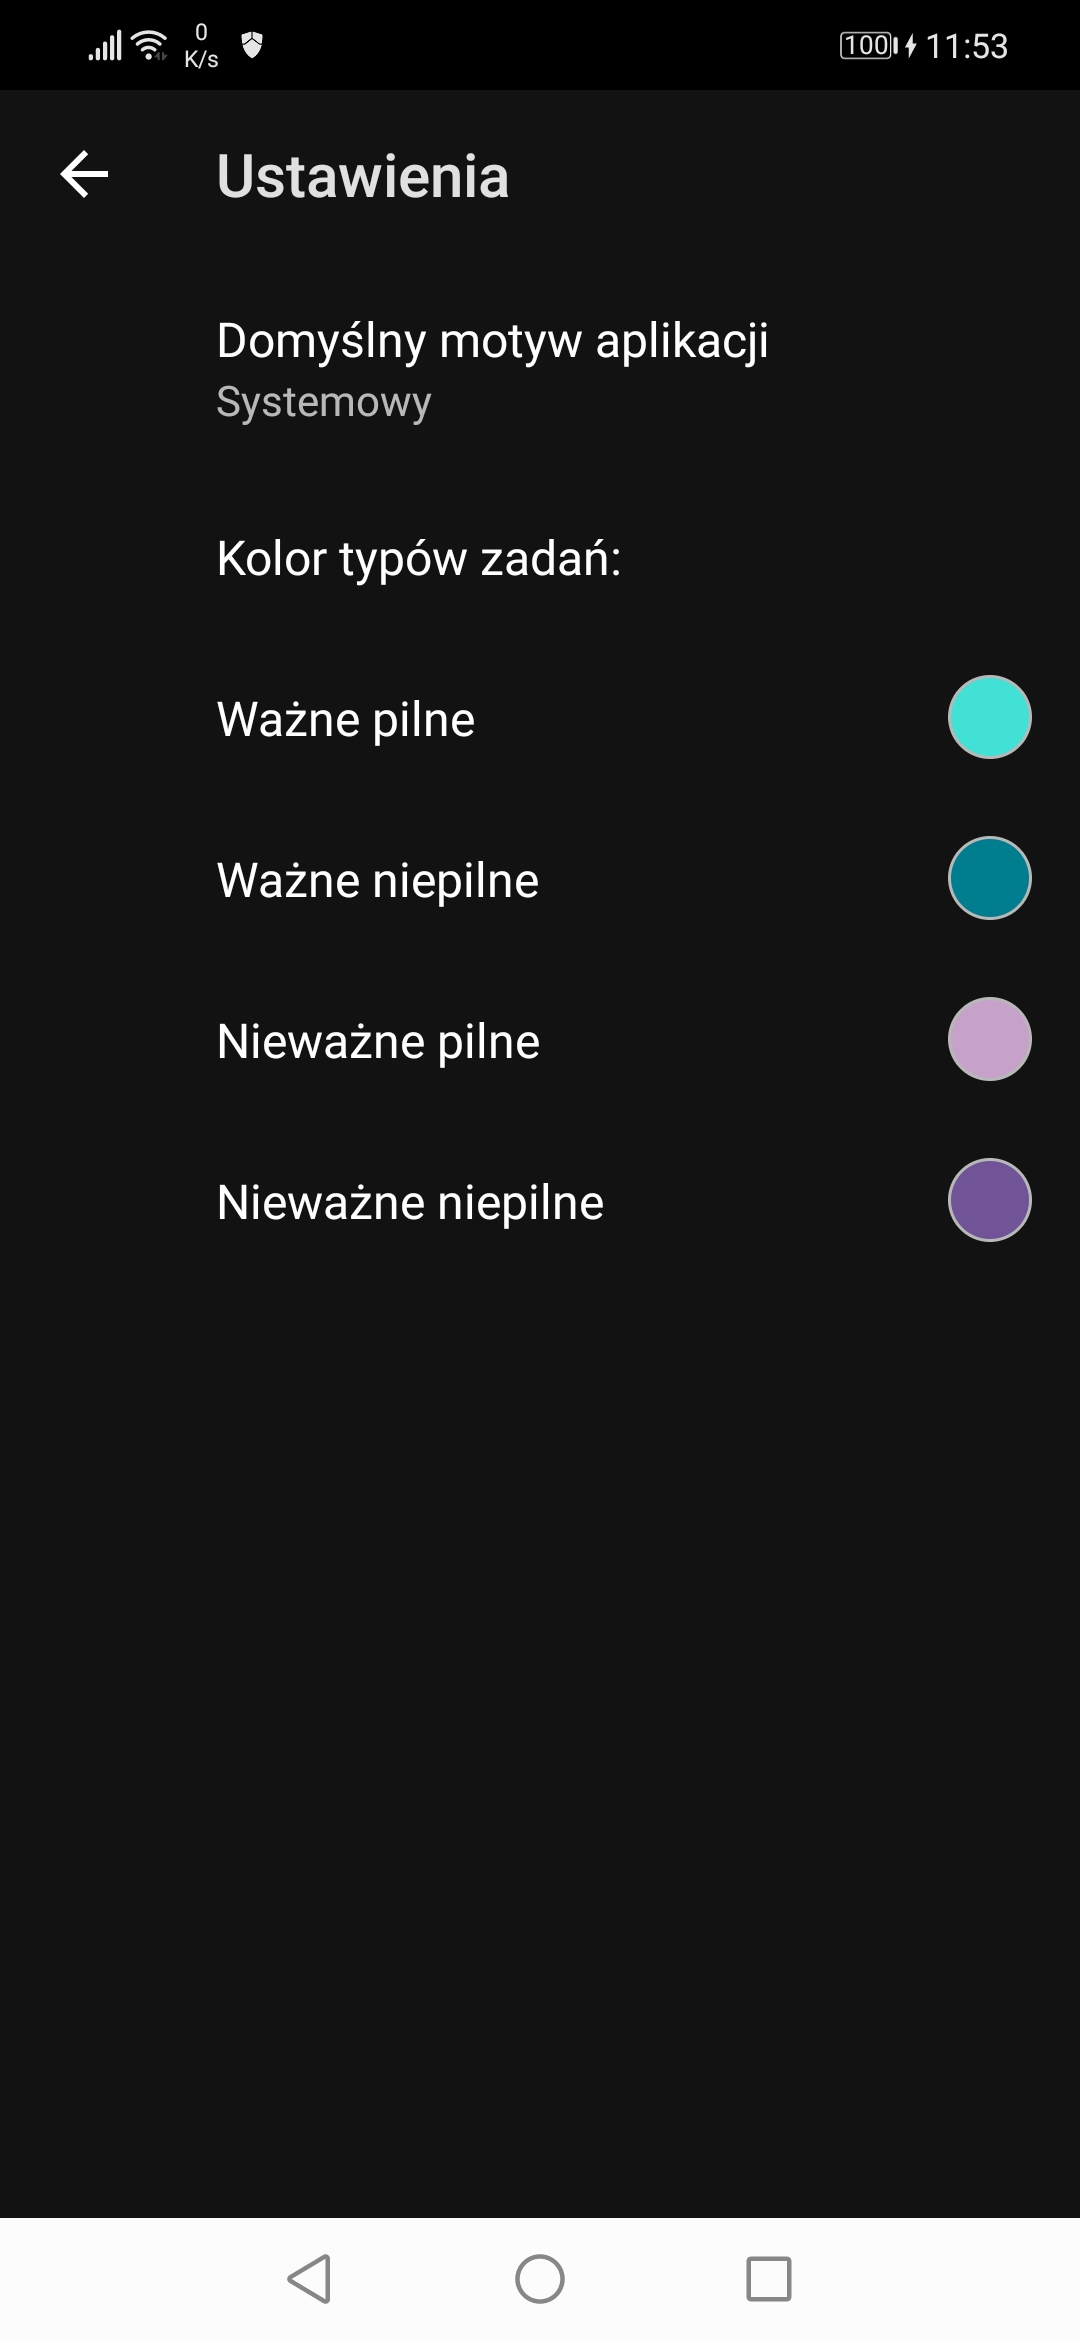 0
K/s
100
11:53
Ustawienia
Domyślny motyw aplikacji
Systemowy
Kolor typów zadań:
Ważne pilne
Ważne niepilne
Nieważne pilne
Nieważne niepilne